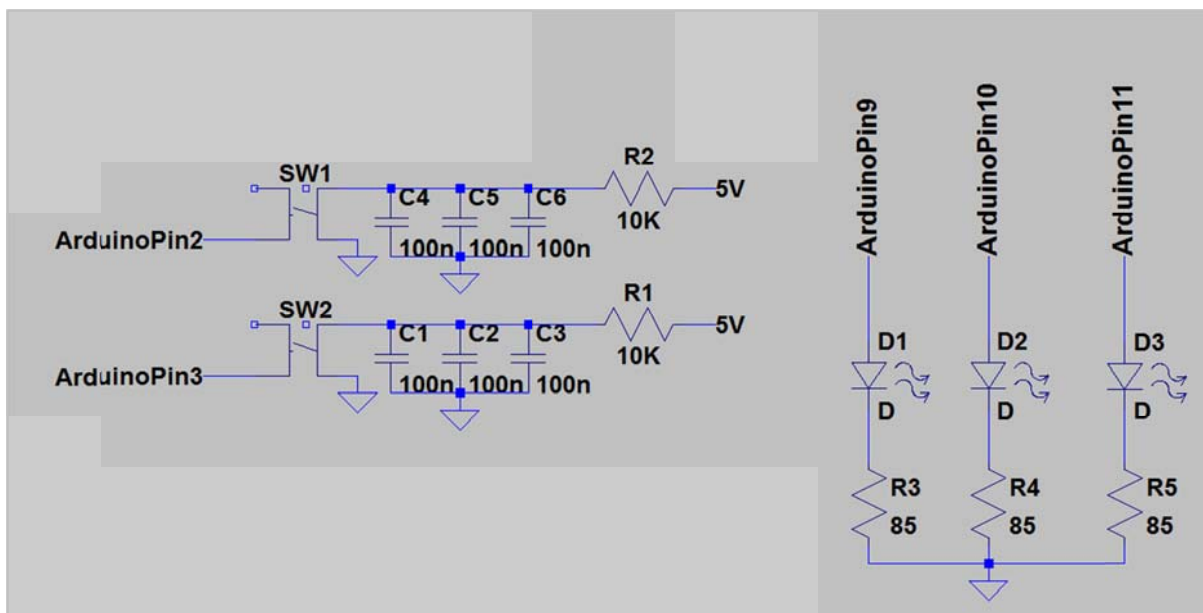 SW1
ArduinoPin2
C4
100n
C5
100n
C6
100n
R2
10K
5V
SW2
ArduinoPin3
C1
100n
C2
100n
C3
100n
R1
10K
5V
ArduinoPin9
ArduinoPin10
ArduinoPin11
D1
D
D2
D
D3
D
R3
85
R4
85
R5
85